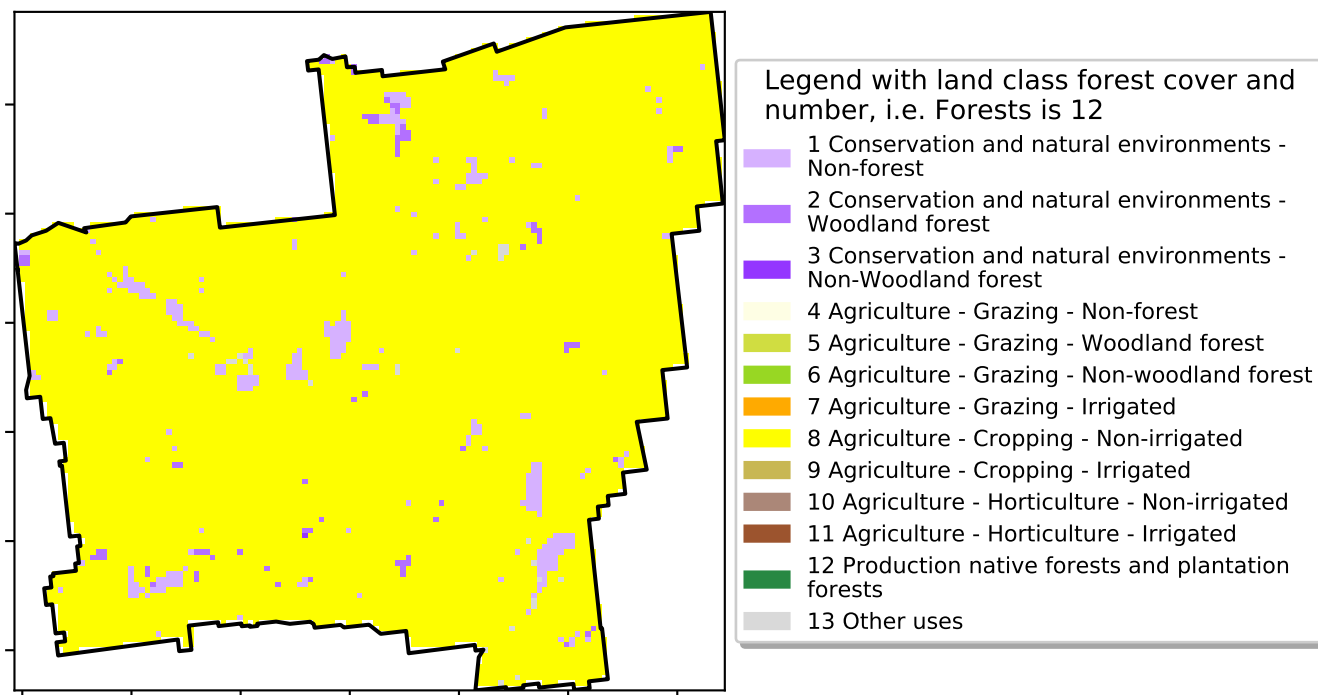 Legend with land class forest cover and
number, i.e. Forests is 12
1 Conservation and natural environments -
Non-forest
2 Conservation and natural environments -
Woodland forest
3 Conservation and natural environments -
Non-Woodland forest
4 Agriculture - Grazing - Non-forest
5 Agriculture - Grazing - Woodland forest
6 Agriculture - Grazing - Non-woodland forest
7 Agriculture - Grazing - Irrigated
8 Agriculture - Cropping - Non-irrigated
9 Agriculture - Cropping - Irrigated
10 Agriculture - Horticulture - Non-irrigated
11 Agriculture - Horticulture - Irrigated
12 Production native forests and plantation
forests
13 Other uses